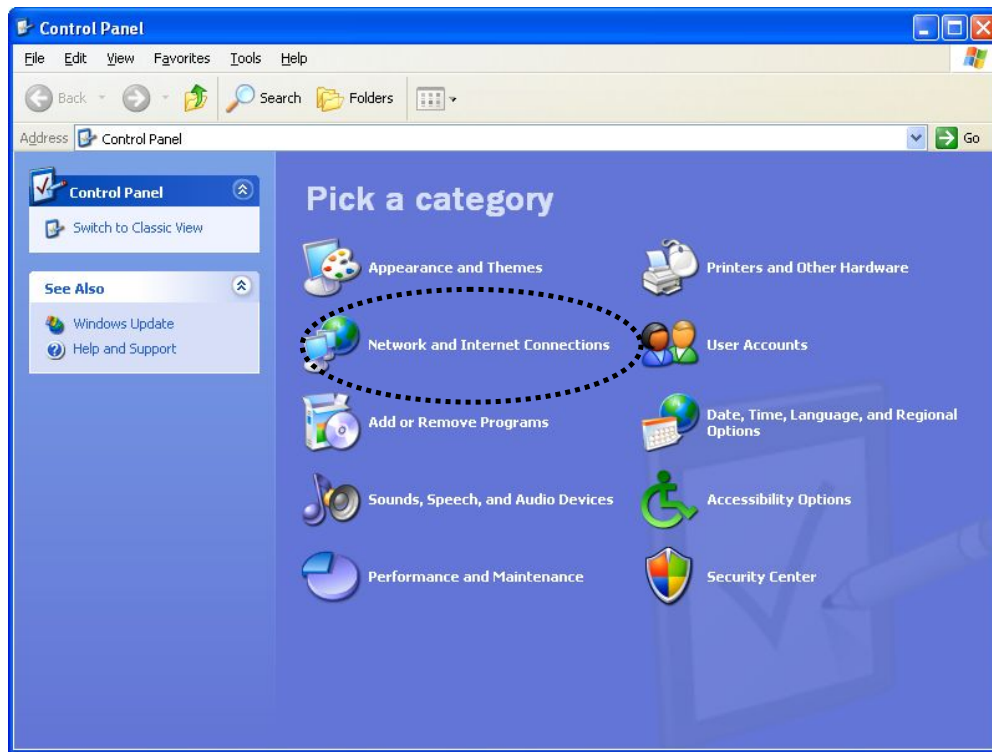 Control Panel
File Edit View Favorites Tools Help
Back Search Folders
Address Control Panel Go
Control Panel
Switch to Classic View
See Also
Windows Update
Help and Support
Pick a category
Appearance and Themes
Printers and Other Hardware
Network and Internet Connections
User Accounts
Add or Remove Programs
Date, Time, Language, and Regional
Options
Sounds, Speech, and Audio Devices
Accessibility Options
Performance and Maintenance
Security Center